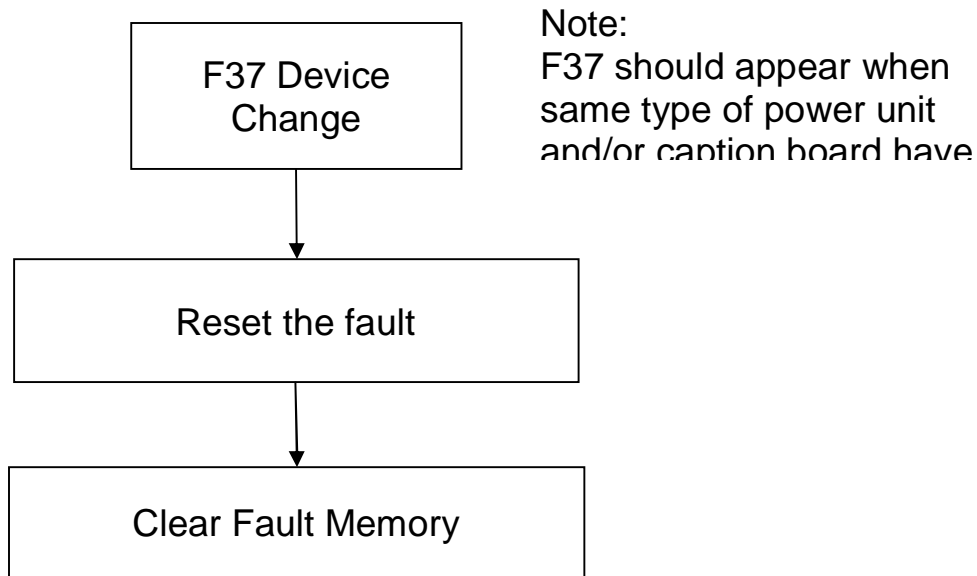 F37 Device
Change
Note:
F37 should appear when
same type of power unit
and/or caption board have
Reset the fault
Clear Fault Memory